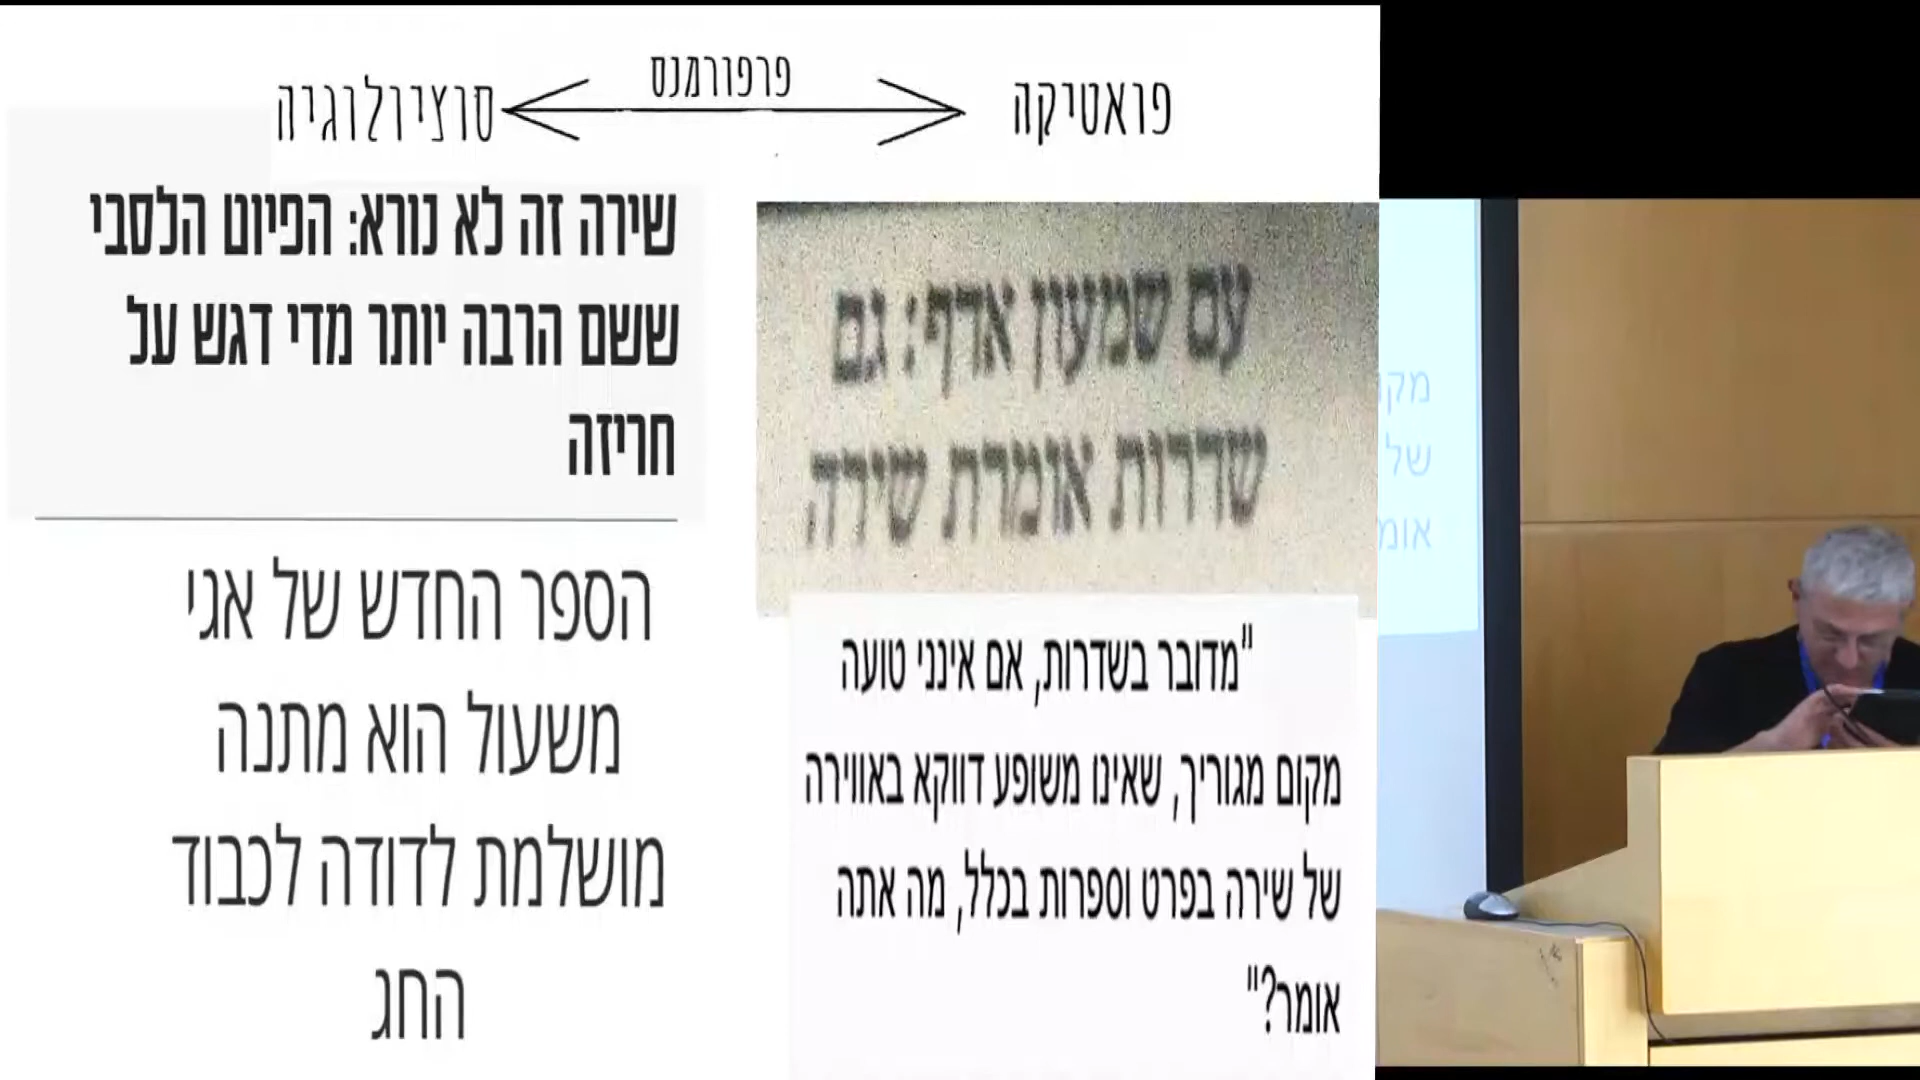 פואטיקה
פרפורמנס
סוציולוגיה
עם שמעון אדף: גם
שדרות אומרת שירה
"מדובר בשדרות, אם אינני טועה
מקום מגוריך, שאינו משופע דווקא באווירה
של שירה בפרט וספרות בכלל, מה אתה
אומר?"
שירה זה לא נורא: הפיוט הלסבי
ששם הרבה יותר מדי דגש על
חריזה
הספר החדש של אגי
משעול הוא מתנה
מושלמת לדודה לכבוד
החג
של